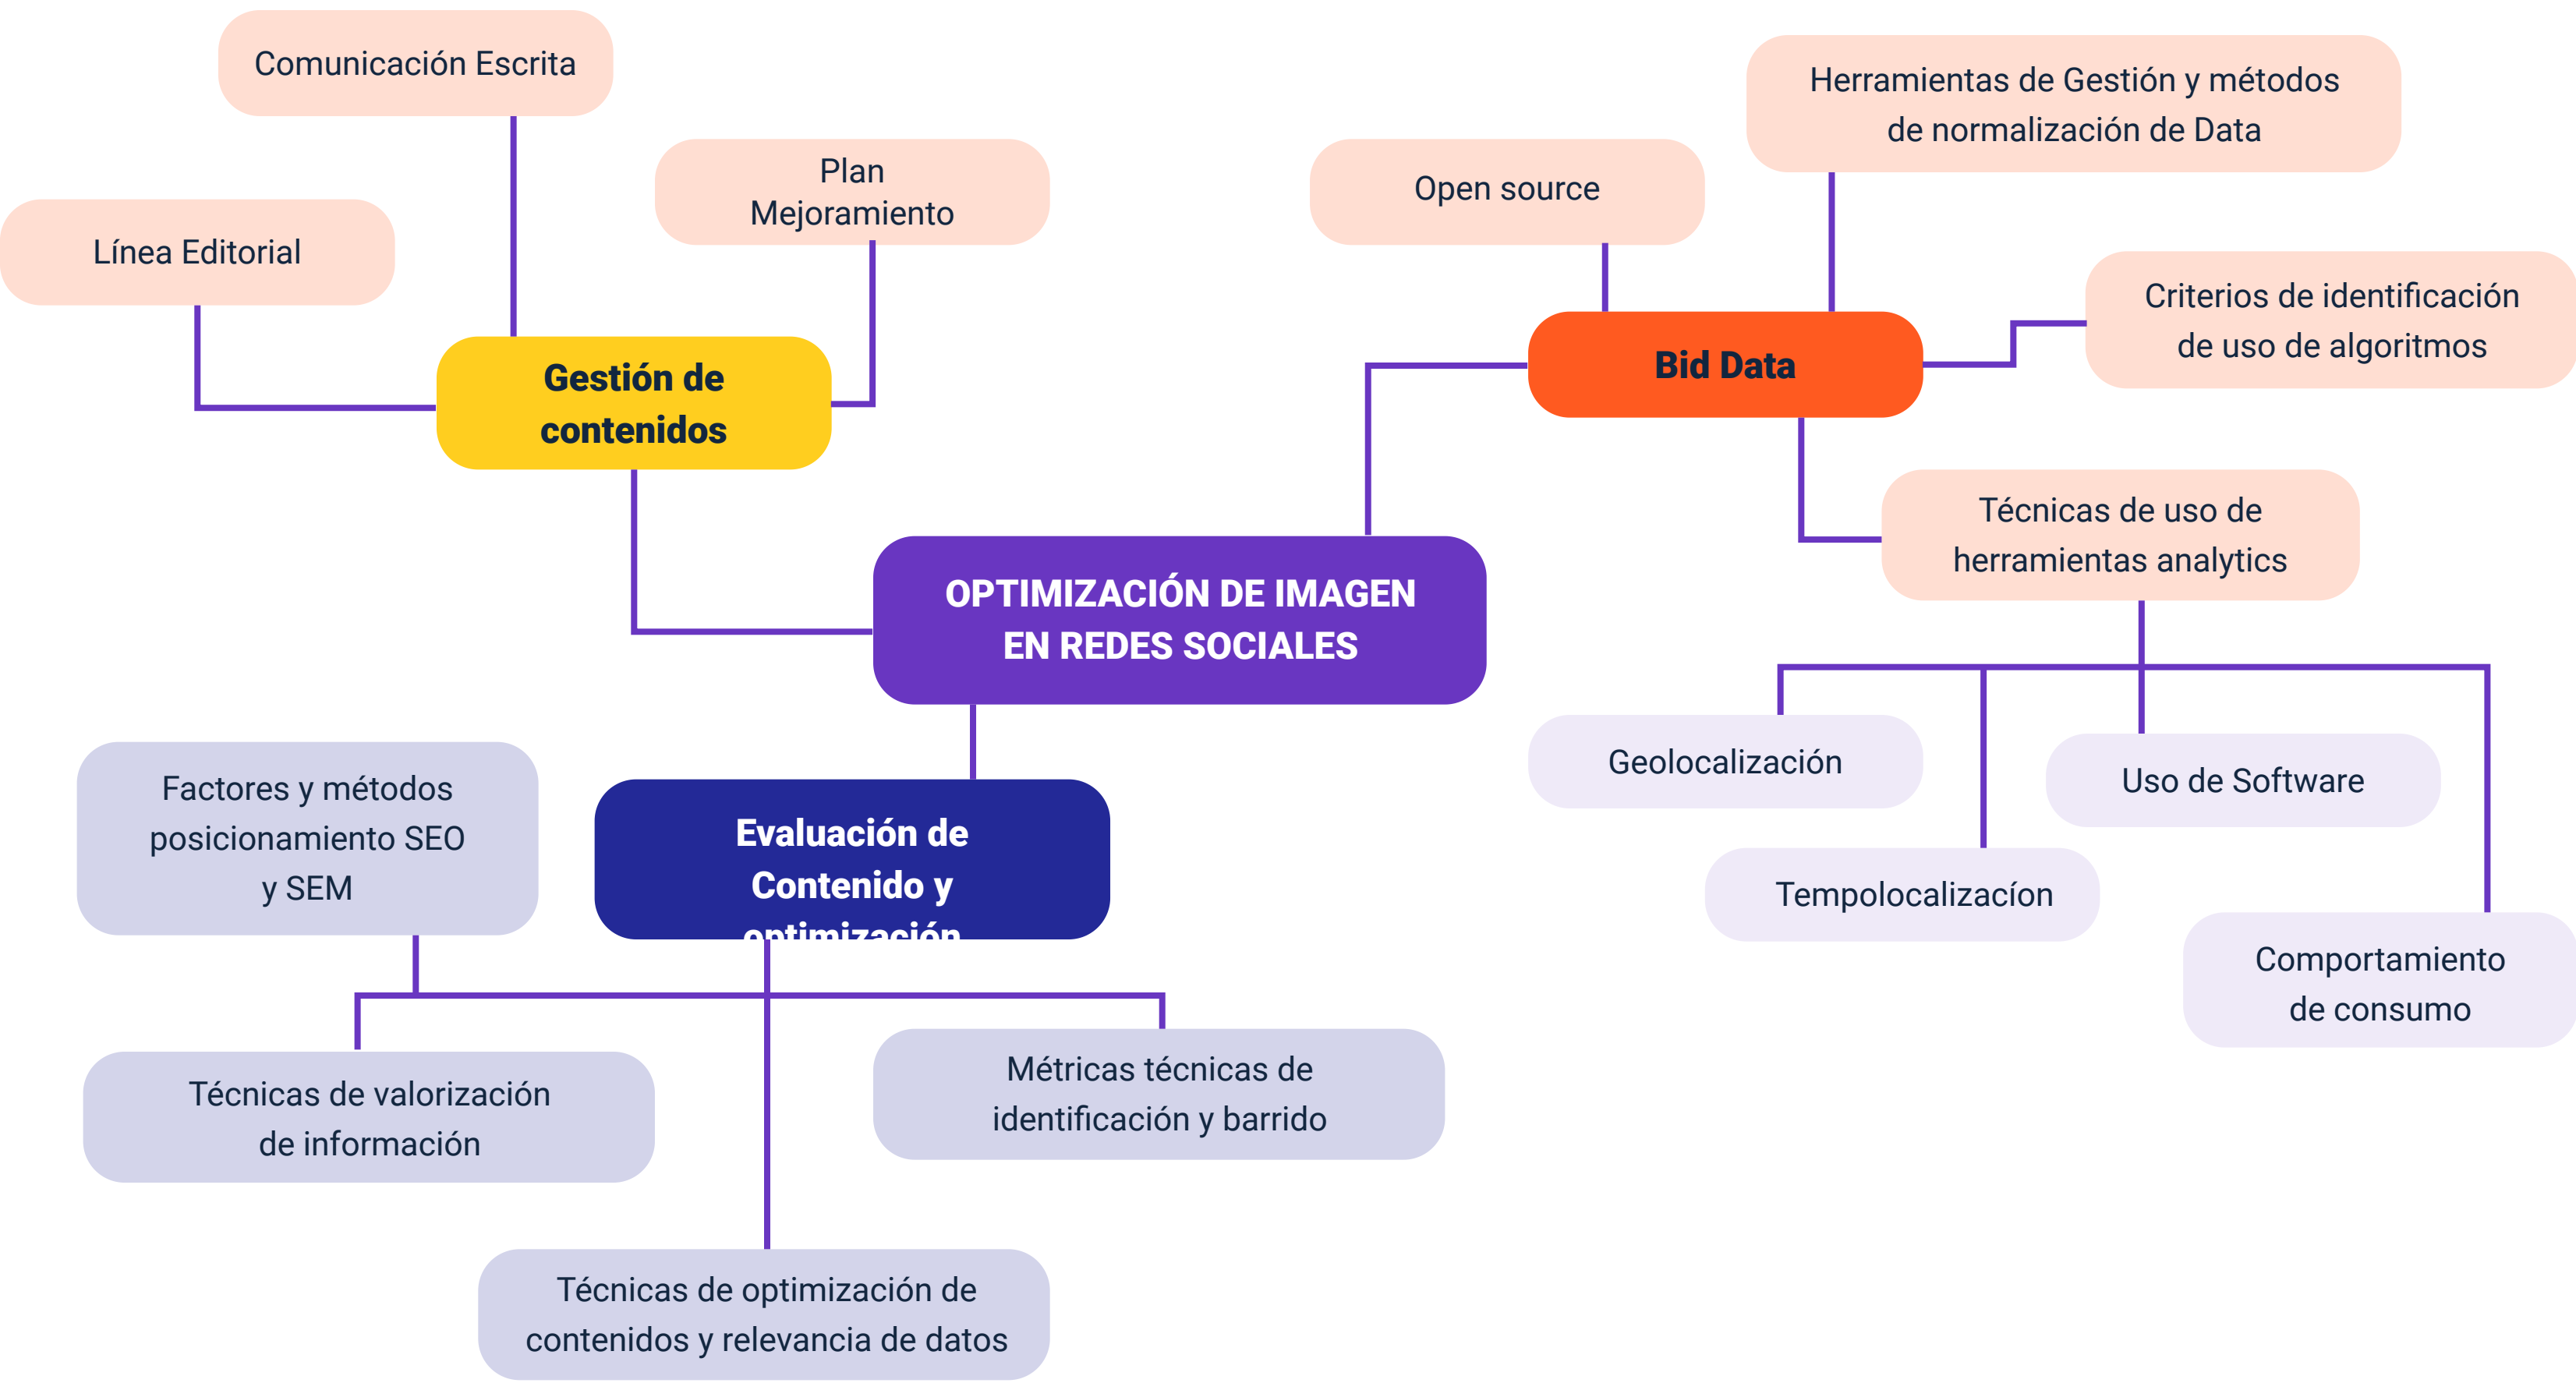 Comunicación Escrita
Línea Editorial
Plan
Mejoramiento
Gestión de
contenidos
Open source
Herramientas de Gestión y métodos
de normalización de Data
Bid Data
Criterios de identificación
de uso de algoritmos
Técnicas de uso de
herramientas analytics
OPTIMIZACIÓN DE IMAGEN
EN REDES SOCIALES
Geolocalización
Uso de Software
Tempolocalizacíon
Comportamiento
de consumo
Factores y métodos
posicionamiento SEO
y SEM
Evaluación de
Contenido y
optimización
Técnicas de valorización
de información
Métricas técnicas de
identificación y barrido
Técnicas de optimización de
contenidos y relevancia de datos